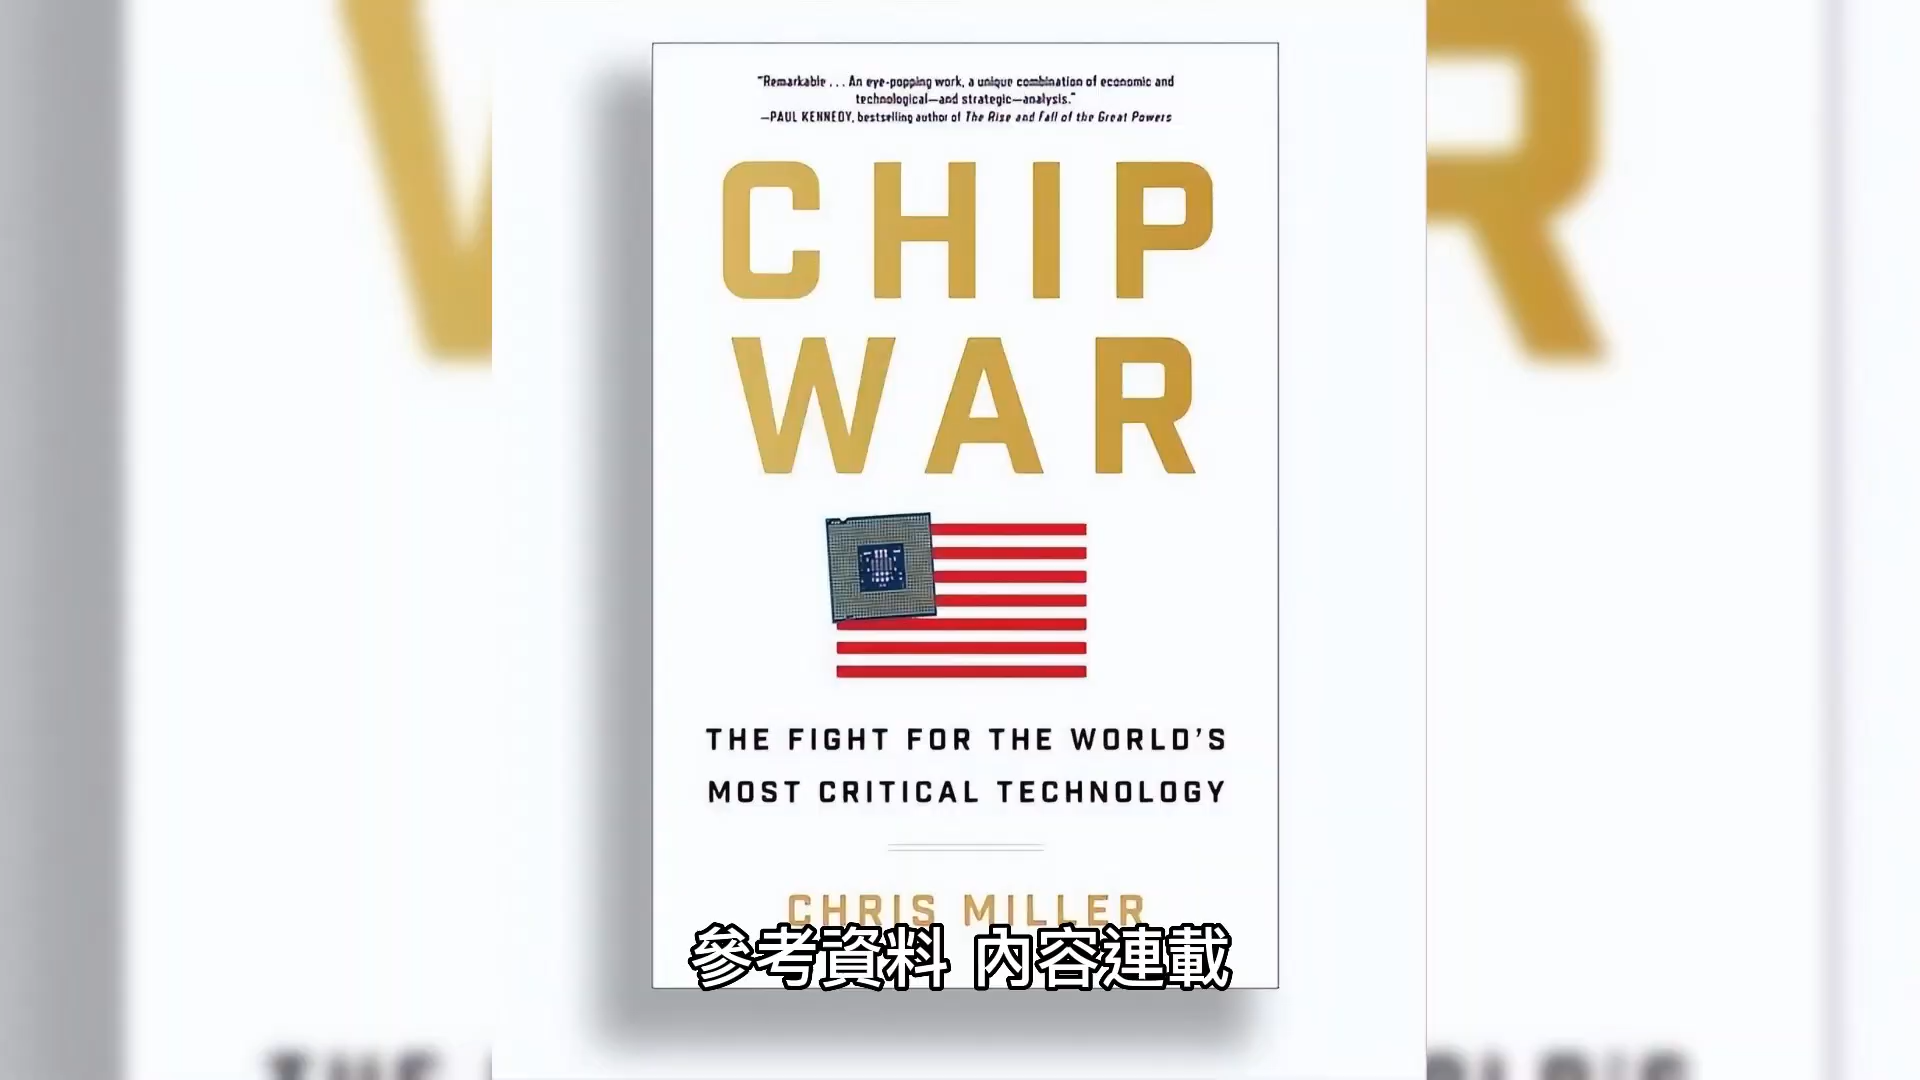 "Remarkable . . . An eye-popping work, a unique combination of economic and
technological—and strategic—analysis."
—PAUL KENNEDY, bestselling author of The Rise and Fall of the Great Powers
CHIP
WAR
THE FIGHT FOR THE WORLD'S
MOST CRITICAL TECHNOLOGY
CHRIS MILLER
參考資料 內容連載